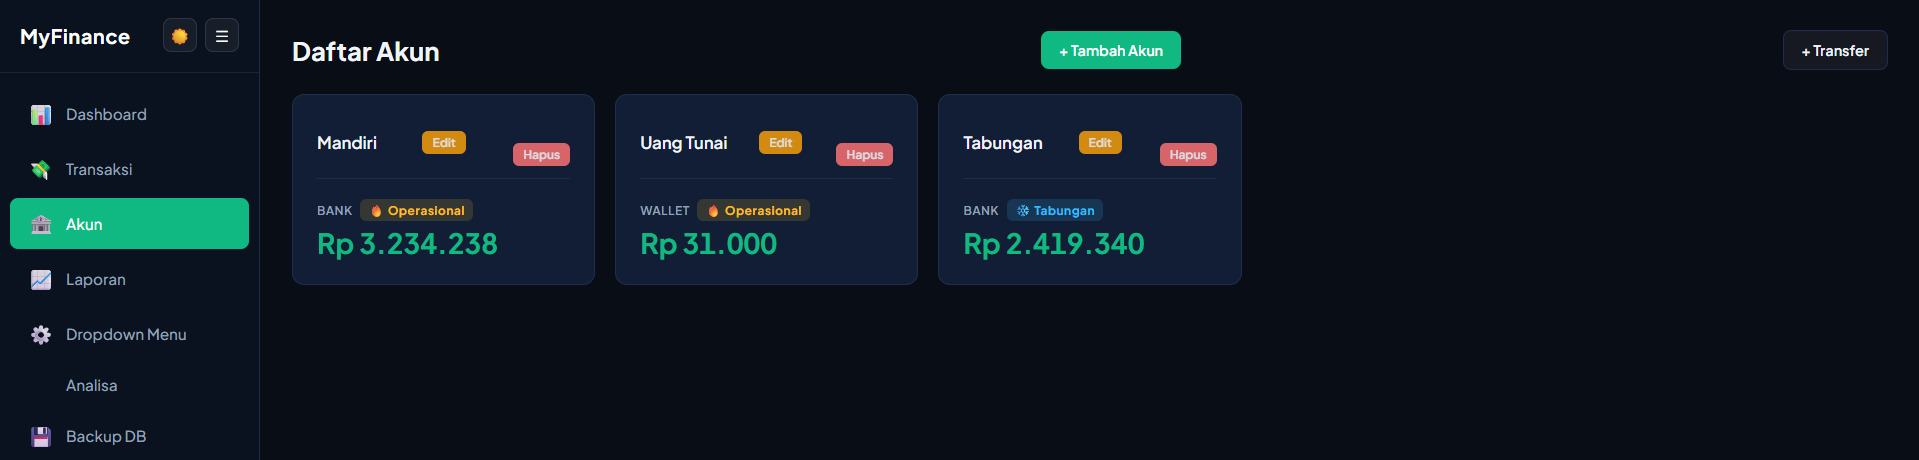 MyFinance
Dashboard
Transaksi
Akun
Laporan
Dropdown Menu
Analisa
Backup DB
Daftar Akun
+ Tambah Akun
+ Transfer
Mandiri
Edit
Hapus
BANK
Operasional
Rp 3.234.238
Uang Tunai
Edit
Hapus
WALLET
Operasional
Rp 31.000
Tabungan
Edit
Hapus
BANK
Tabungan
Rp 2.419.340